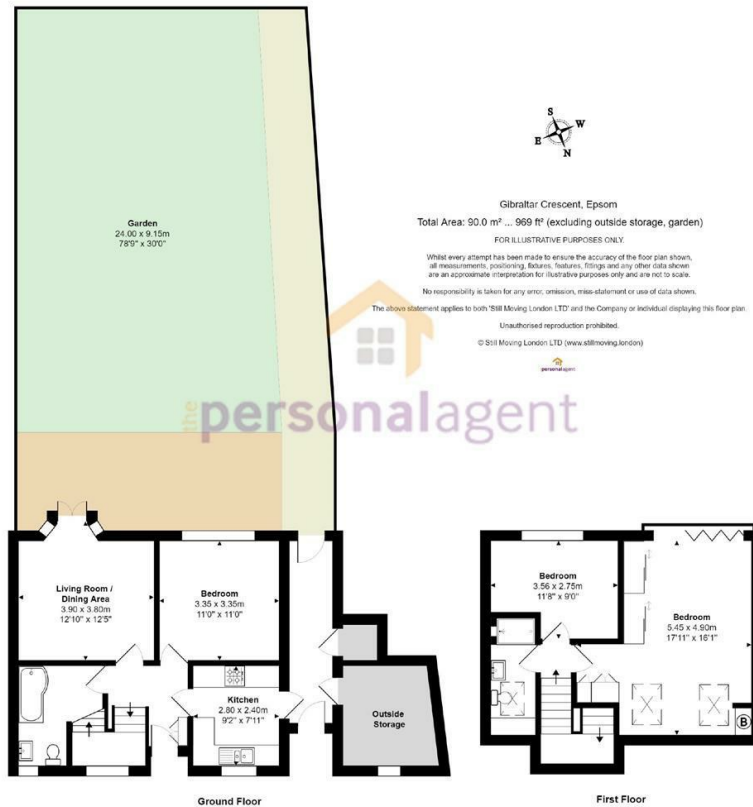 Garden
24.00 x 9.15m
78'9" x 30'0"
S
W
E
N
Gibraltar Crescent, Epsom
Total Area: 90.0 m² ... 969 ft² (excluding outside storage, garden)
FOR ILLUSTRATIVE PURPOSES ONLY.
Whilst every attempt has been made to ensure the accuracy of the floor plan shown,
all measurements, positioning, fixtures, features, fittings and any other data shown
are an approximate interpretation for illustrative purposes only and are not to scale.
No responsibility is taken for any error, omission, miss-statement or use of data shown.
The above statement applies to both 'Still Moving London LTD' and the Company or individual displaying this floor plan.
Unauthorised reproduction prohibited.
© Still Moving London LTD (www.stillmoving.london)
personalagent
the personalagent
Living Room /
Dining Area
3.90 x 3.80m
12'10" x 12'5"
Bedroom
3.35 x 3.35m
11'0" x 11'0"
Kitchen
2.80 x 2.40m
9'2" x 7'11"
Outside
Storage
Ground Floor
Bedroom
3.56 x 2.75m
11'8" x 9'0"
Bedroom
5.45 x 4.90m
17'11" x 16'1"
B
First Floor